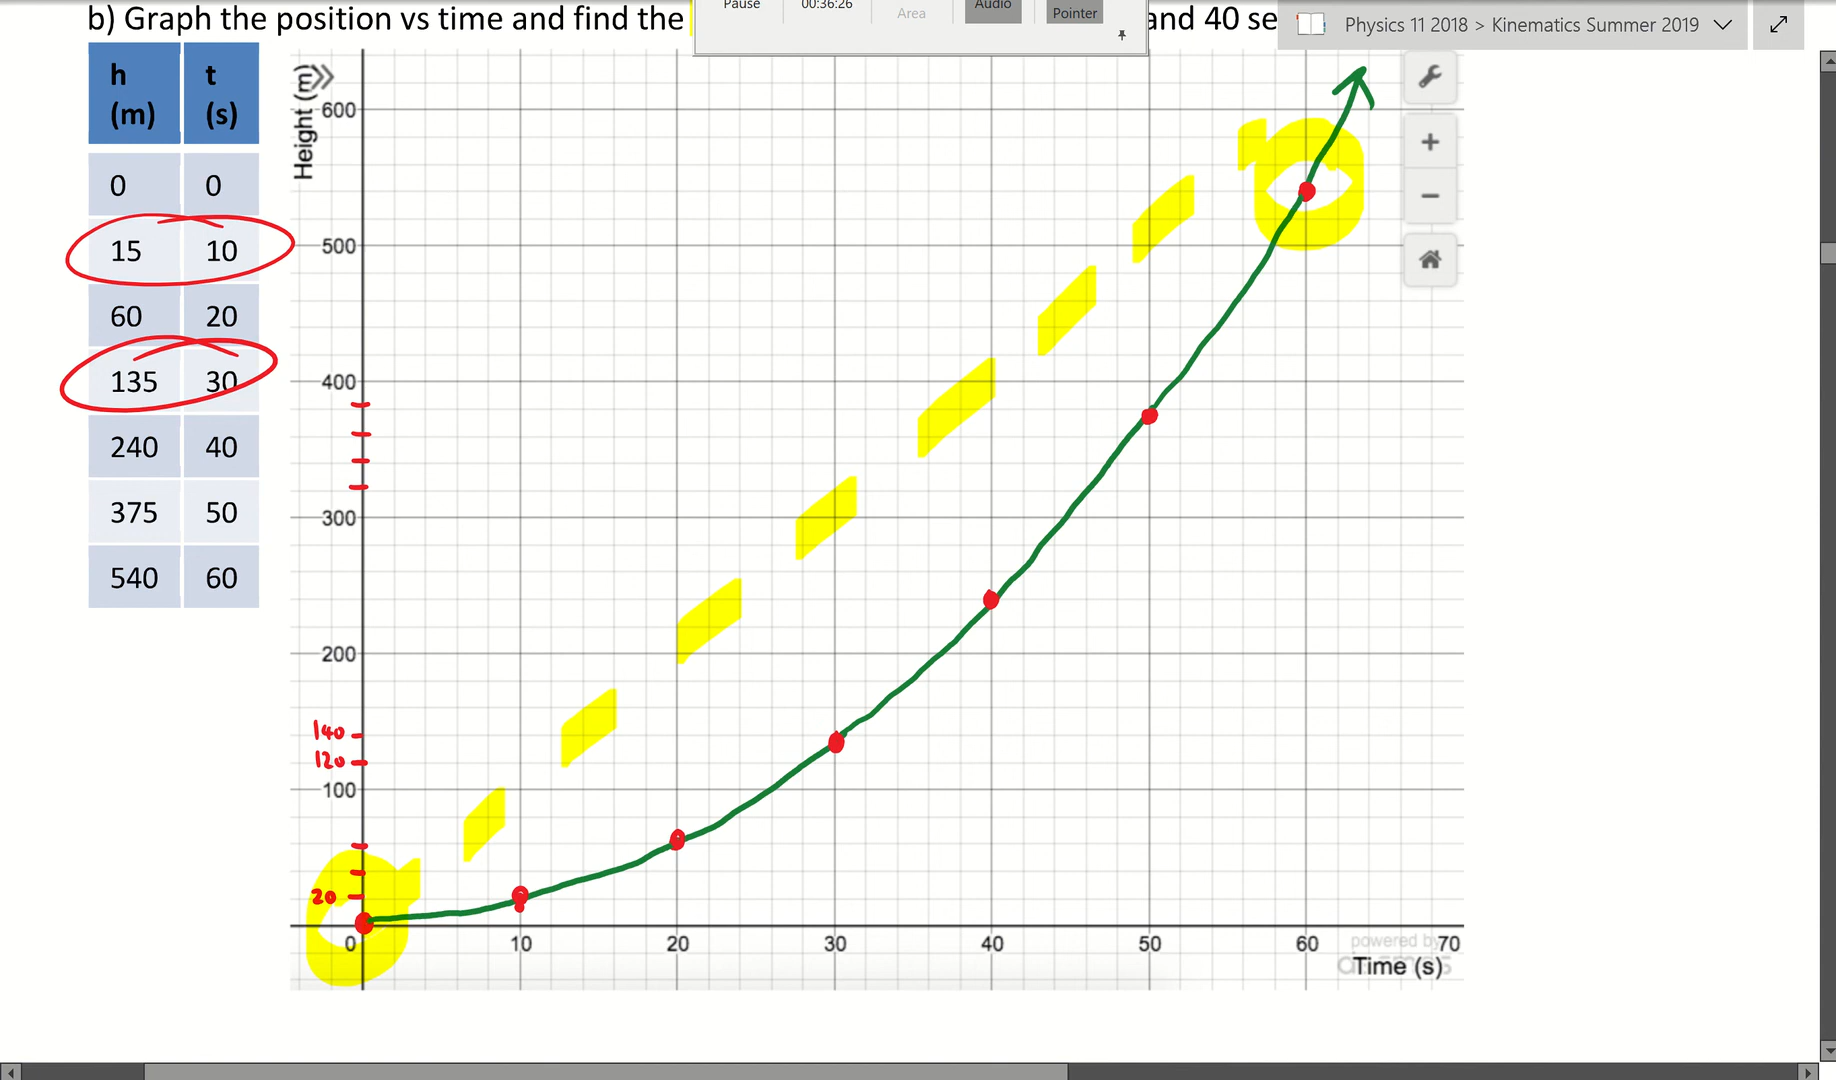 b) Graph the position vs time and find the
and 40 se
Pause
00:36:26
Area
Audio
Pointer
Physics 11 2018 > Kinematics Summer 2019
h (m) t (s)
0 0
15 10
60 20
135 30
240 40
375 50
540 60
Height (m)
600
500
400
300
200
140
120
100
20
0 10 20 30 40 50 60 70
powered by
Time (s)